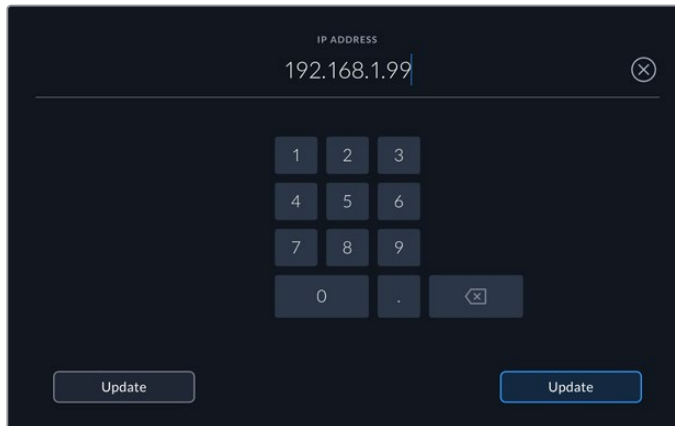 IP ADDRESS
192.168.1.99
1 2 3
4 5 6
7 8 9
0 .
Update Update